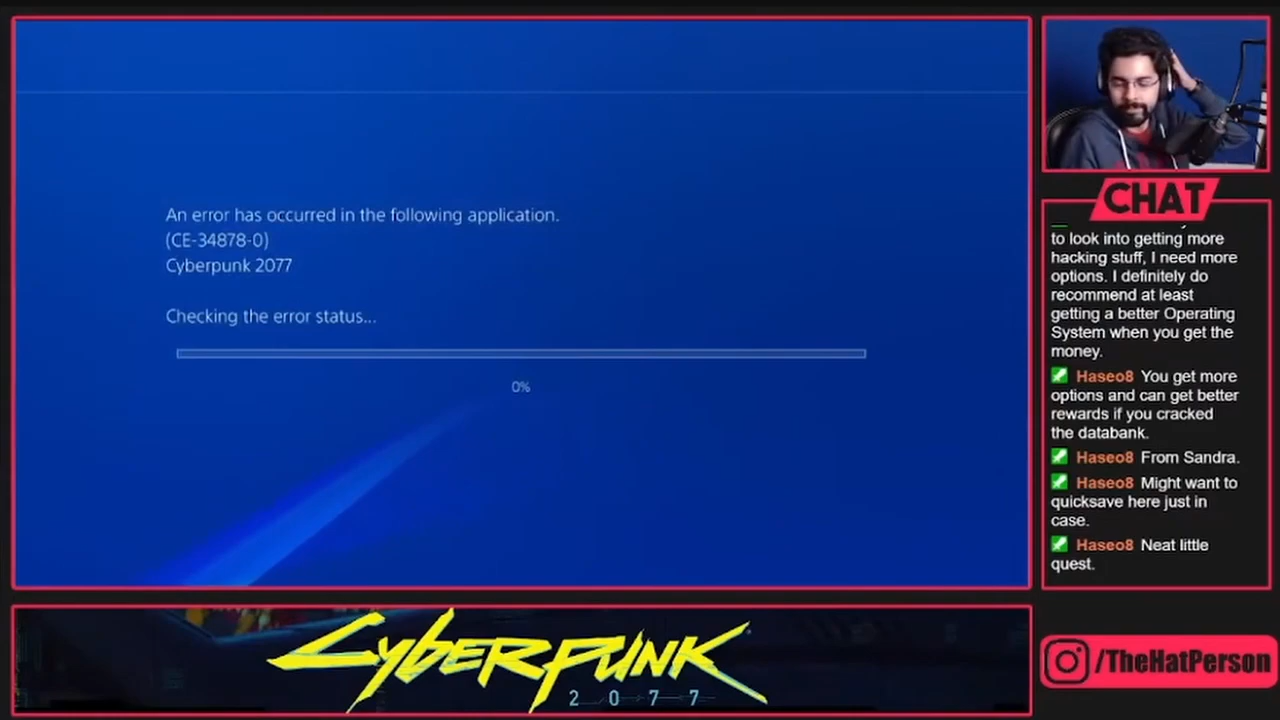 An error has occurred in the following application.
(CE-34878-0)
Cyberpunk 2077
Checking the error status...
0%
CHAT
to look into getting more
hacking stuff, I need more
options. I definitely do
recommend at least
getting a better Operating
System when you get the
money.
Haseo8 You get more
options and can get better
rewards if you cracked
the databank.
Haseo8 From Sandra.
Haseo8 Might want to
quicksave here just in
case.
Haseo8 Neat little
quest.
CYBERPUNK
2077
/TheHatPerson